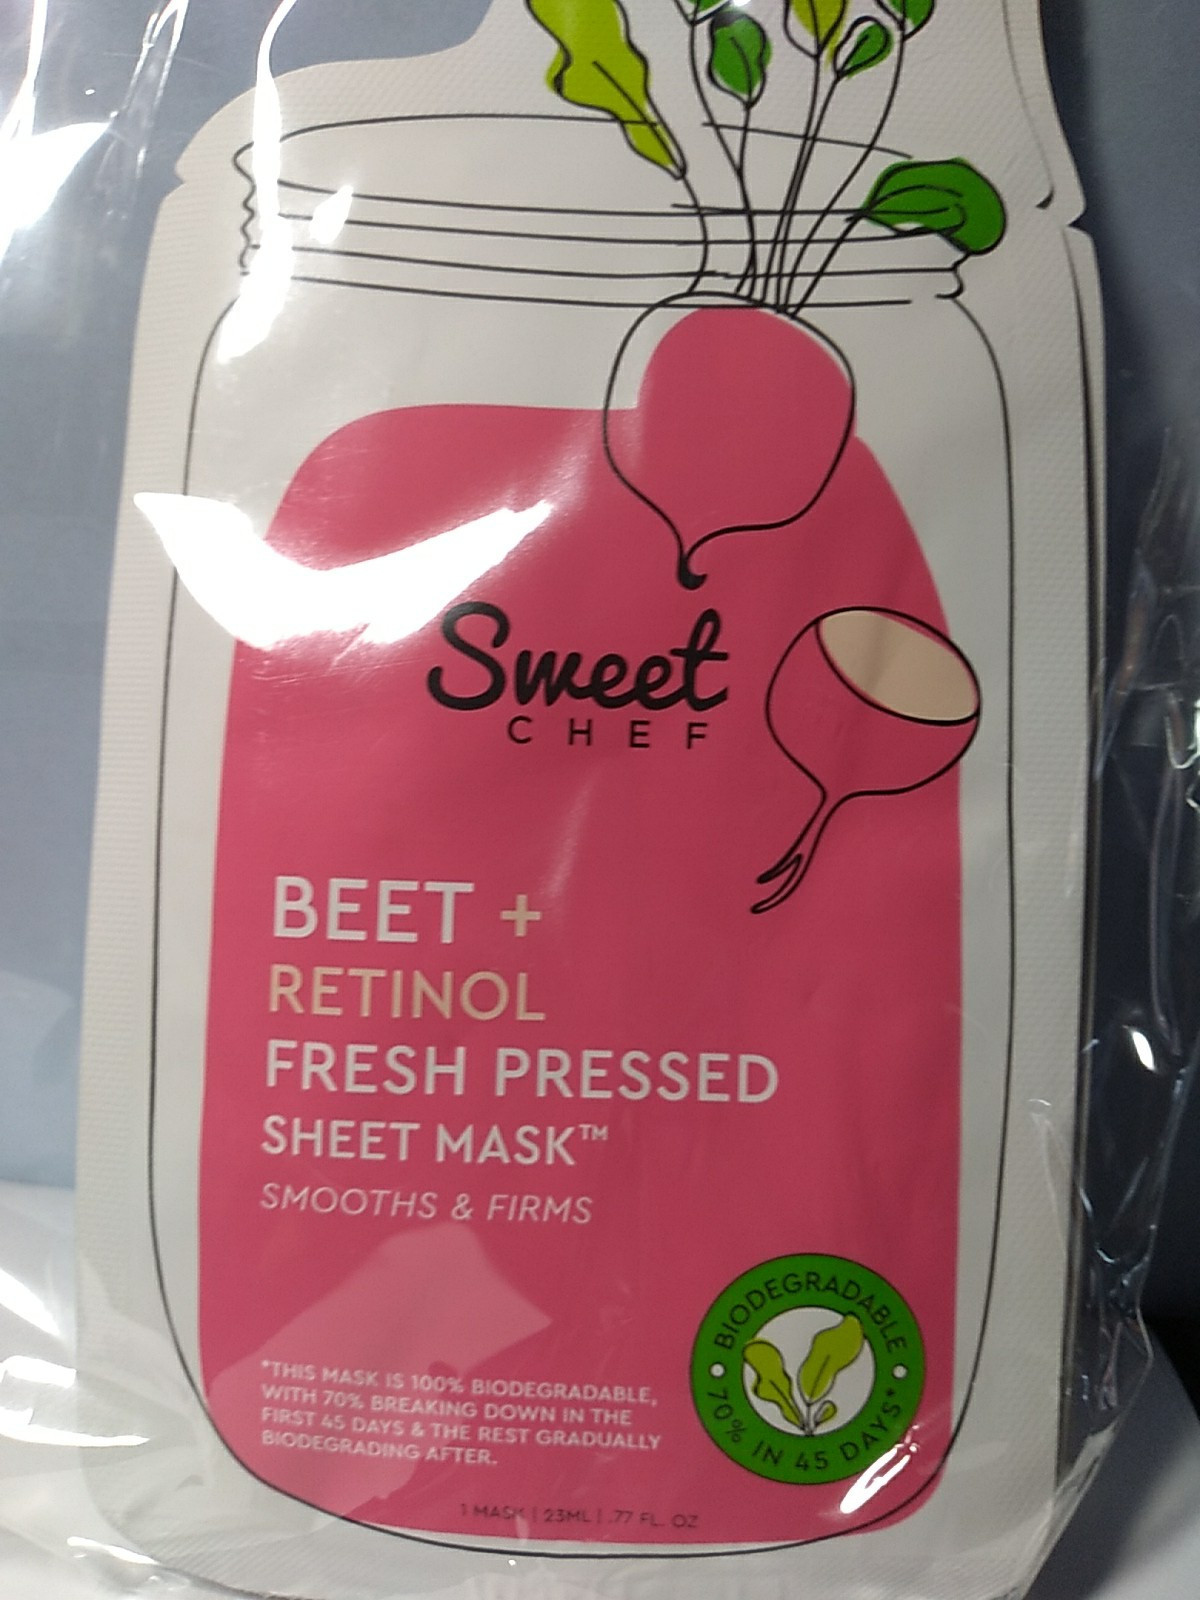 Sweet
CHEF
BEET +
RETINOL
FRESH PRESSED
SHEET MASK™
SMOOTHS & FIRMS
BIODEGRADABLE
70% IN 45 DAYS*
*THIS MASK IS 100% BIODEGRADABLE,
WITH 70% BREAKING DOWN IN THE
FIRST 45 DAYS & THE REST GRADUALLY
BIODEGRADING AFTER.
1 MASK | 23ML | .77 FL. OZ